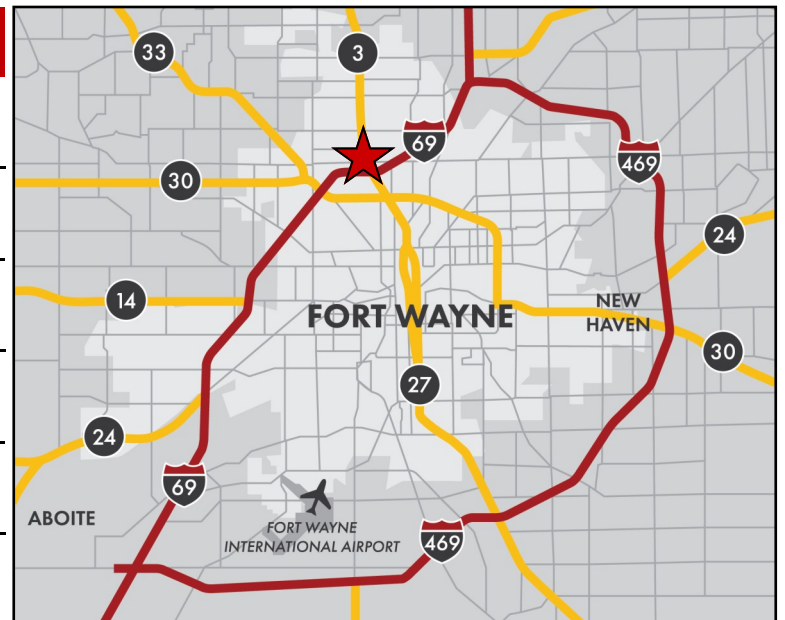 33
3
69
469
30
24
14
FORT WAYNE
NEW
HAVEN
30
27
24
69
ABOITE
FORT WAYNE
INTERNATIONAL AIRPORT
469